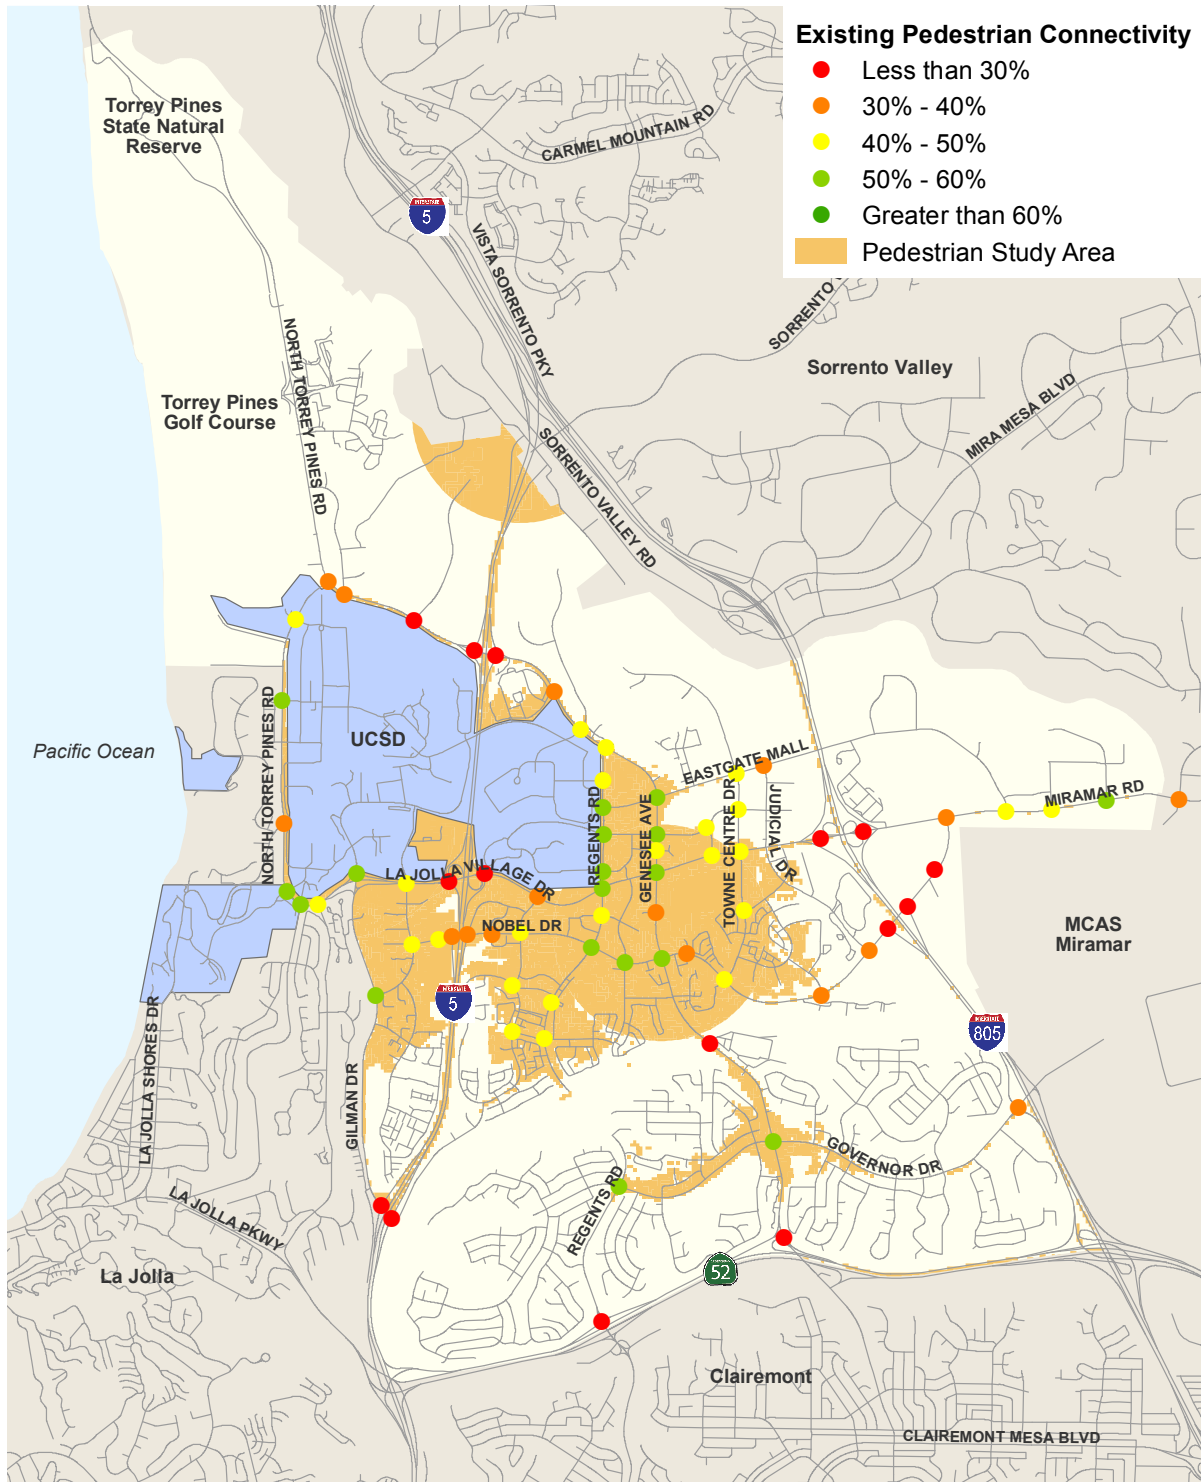 Existing Pedestrian Connectivity
Less than 30%
30% - 40%
40% - 50%
50% - 60%
Greater than 60%
Pedestrian Study Area
Torrey Pines
State Natural
Reserve
CARMEL MOUNTAIN RD
INTERSTATE
5
VISTA SORRENTO PKY
SORRENTO
Sorrento Valley
MIRA MESA BLVD
NORTH TORREY PINES RD
Torrey Pines
Golf Course
SORRENTO VALLEY RD
NORTH TORREY PINES RD
UCSD
Pacific Ocean
EASTGATE MALL
MIRAMAR RD
REGENTS RD
GENESEE AVE
TOWNE CENTRE DR
JUDICIAL DR
LA JOLLA VILLAGE DR
NOBEL DR
MCAS
Miramar
INTERSTATE
5
INTERSTATE
805
LA JOLLA SHORES DR
GILMAN DR
GOVERNOR DR
REGENTS RD
LA JOLLA PKWY
La Jolla
52
Clairemont
CLAIREMONT MESA BLVD